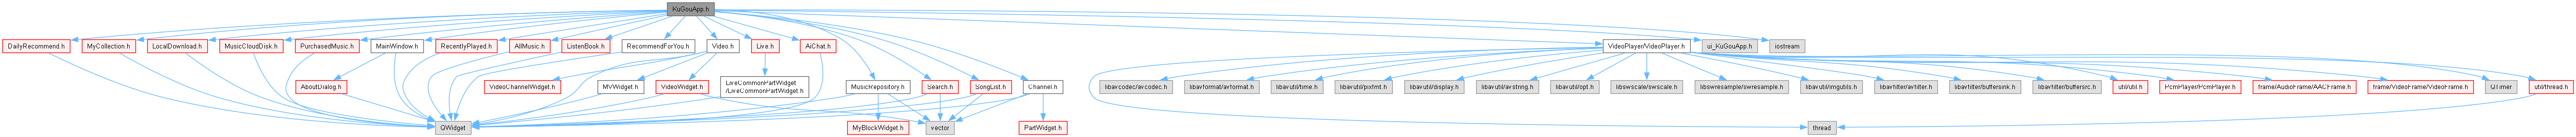 KuGouApp.h
DailyRecommend.h
MyCollection.h
LocalDownload.h
MusicCloudDisk.h
PurchasedMusic.h
MainWindow.h
RecentlyPlayed.h
AllMusic.h
ListenBook.h
RecommendForYou.h
Video.h
Live.h
AiChat.h
VideoPlayer/VideoPlayer.h
ui_KuGouApp.h
iostream
AboutDialog.h
VideoChannelWidget.h
MVWidget.h
VideoWidget.h
LiveCommonPartWidget
/LiveCommonPartWidget.h
MusicRepository.h
Search.h
SongList.h
Channel.h
libavcodec/avcodec.h
libavformat/avformat.h
libavutil/time.h
libavutil/pixfmt.h
libavutil/display.h
libavutil/avstring.h
libavutil/opt.h
libswscale/swscale.h
libswresample/swresample.h
libavutil/imgutils.h
libavfilter/avfilter.h
libavfilter/buffersink.h
libavfilter/buffersrc.h
util/util.h
PcmPlayer/PcmPlayer.h
frame/AudioFrame/AACFrame.h
frame/VideoFrame/VideoFrame.h
QTimer
util/thread.h
QWidget
MyBlockWidget.h
vector
PartWidget.h
thread